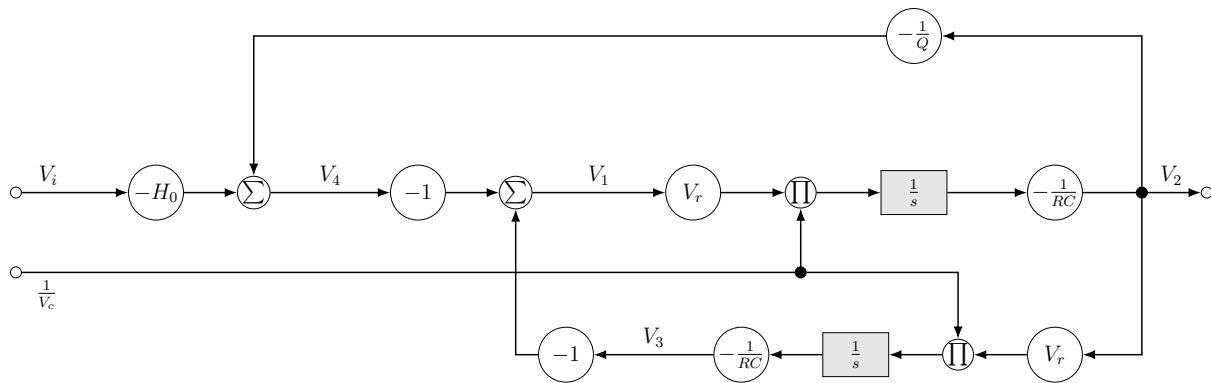 −1/Q
V_i −H_0 ∑ V_4 −1 ∑ V_1 V_r ∏ 1/s −1/RC V_2
1/V_c
−1 V_3 −1/RC 1/s ∏ V_r